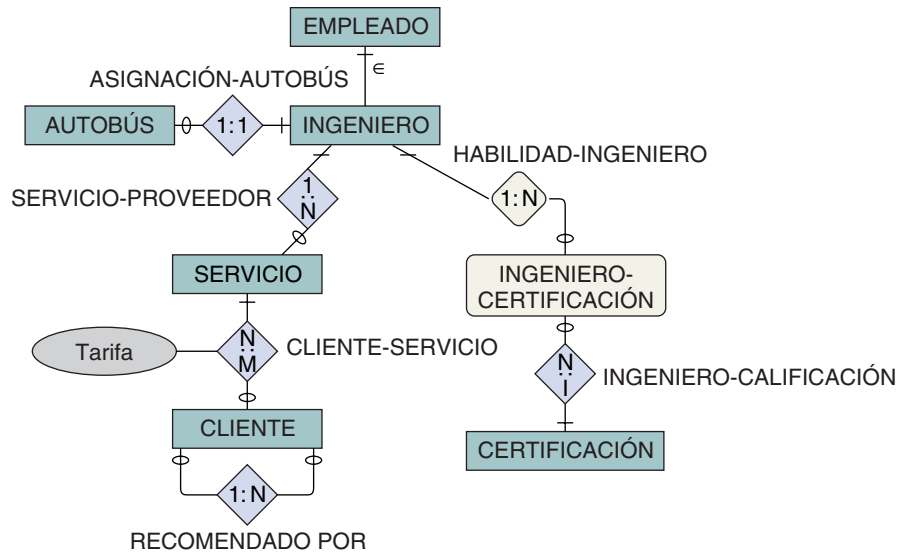 EMPLEADO
∈
ASIGNACIÓN-AUTOBÚS
AUTOBÚS
1:1
INGENIERO
HABILIDAD-INGENIERO
SERVICIO-PROVEEDOR
1:N
1:N
SERVICIO
INGENIERO-
CERTIFICACIÓN
Tarifa
N:M
CLIENTE-SERVICIO
N:I
INGENIERO-CALIFICACIÓN
CLIENTE
CERTIFICACIÓN
1:N
RECOMENDADO POR